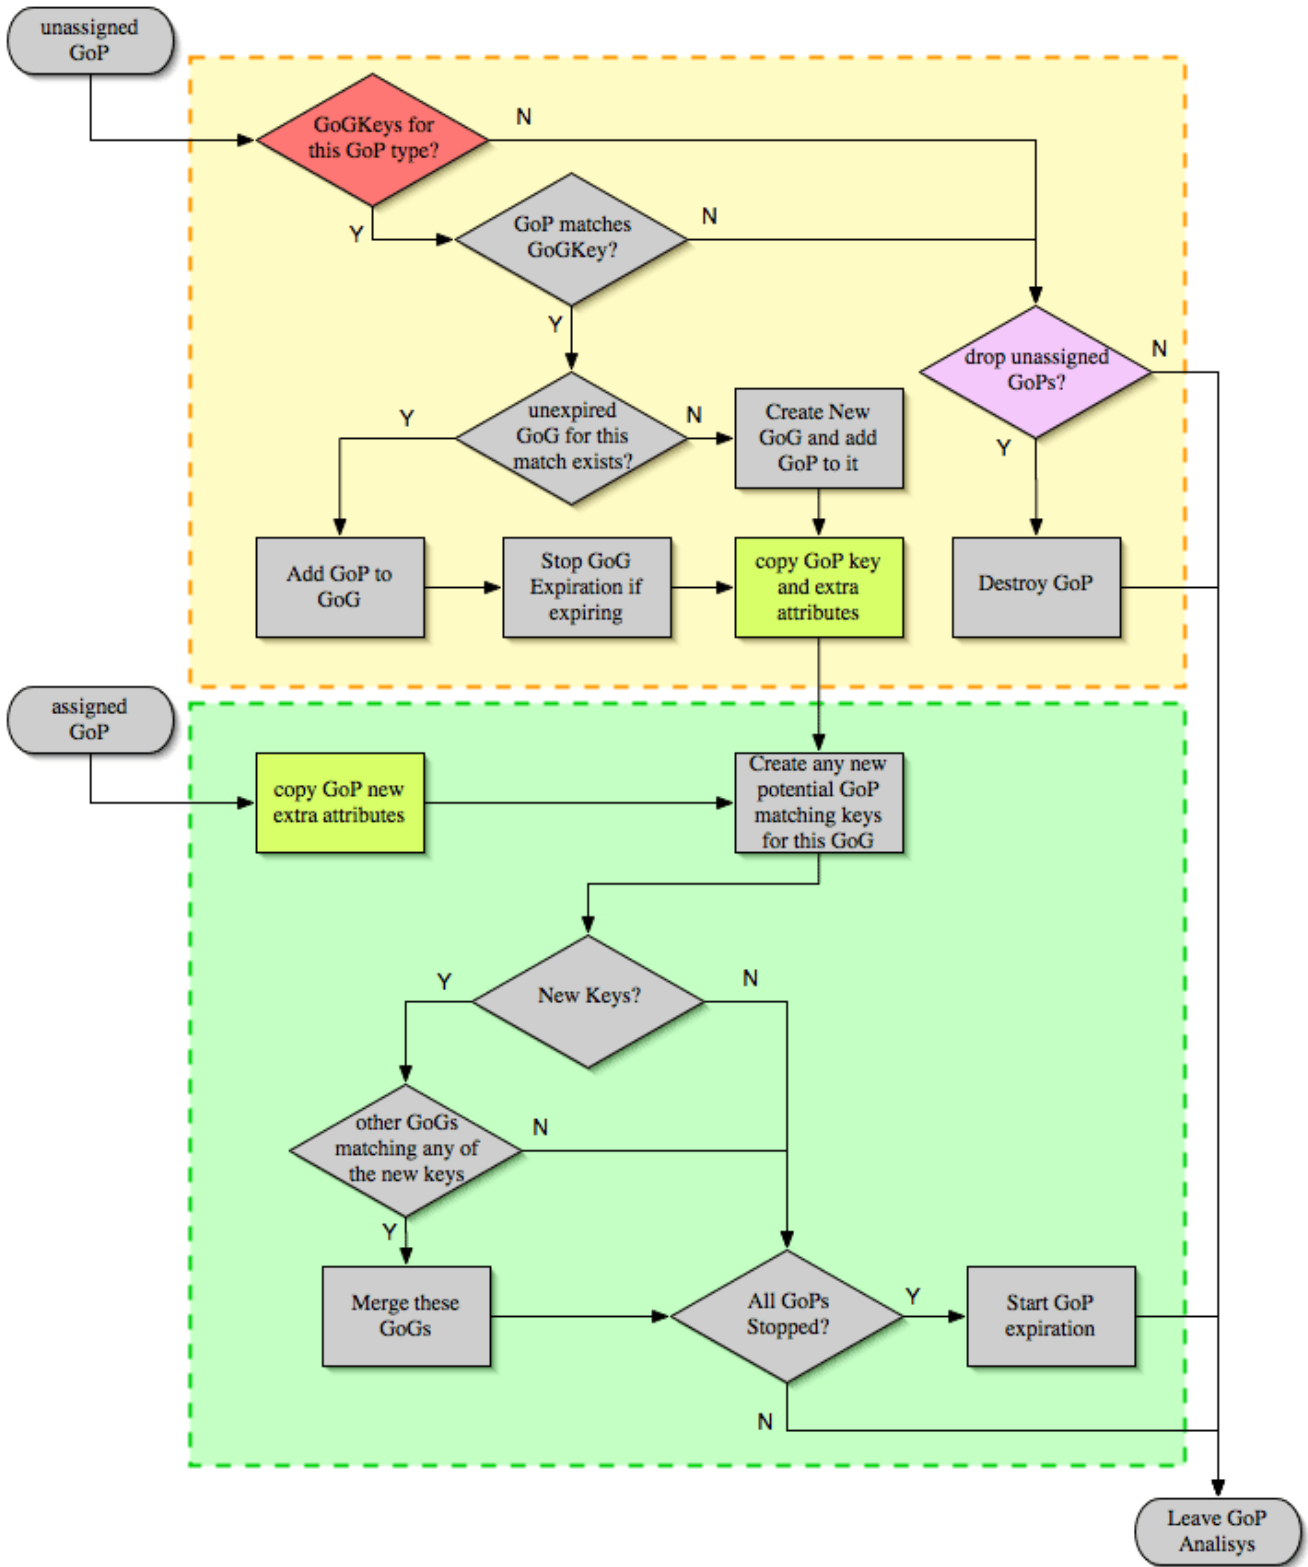 unassigned
GoP
GoGKeys for
this GoP type?
N
Y
GoP matches
GoGKey?
N
Y
drop unassigned
GoPs?
N
Y
unexpired
GoG for this
match exists?
Y
N
Create New
GoG and add
GoP to it
Add GoP to
GoG
Stop GoG
Expiration if
expiring
copy GoP key
and extra
attributes
Destroy GoP
assigned
GoP
copy GoP new
extra attributes
Create any new
potential GoP
matching keys
for this GoG
New Keys?
Y
N
other GoGs
matching any of
the new keys
N
Y
Merge these
GoGs
All GoPs
Stopped?
Y
N
Start GoP
expiration
Leave GoP
Analisys